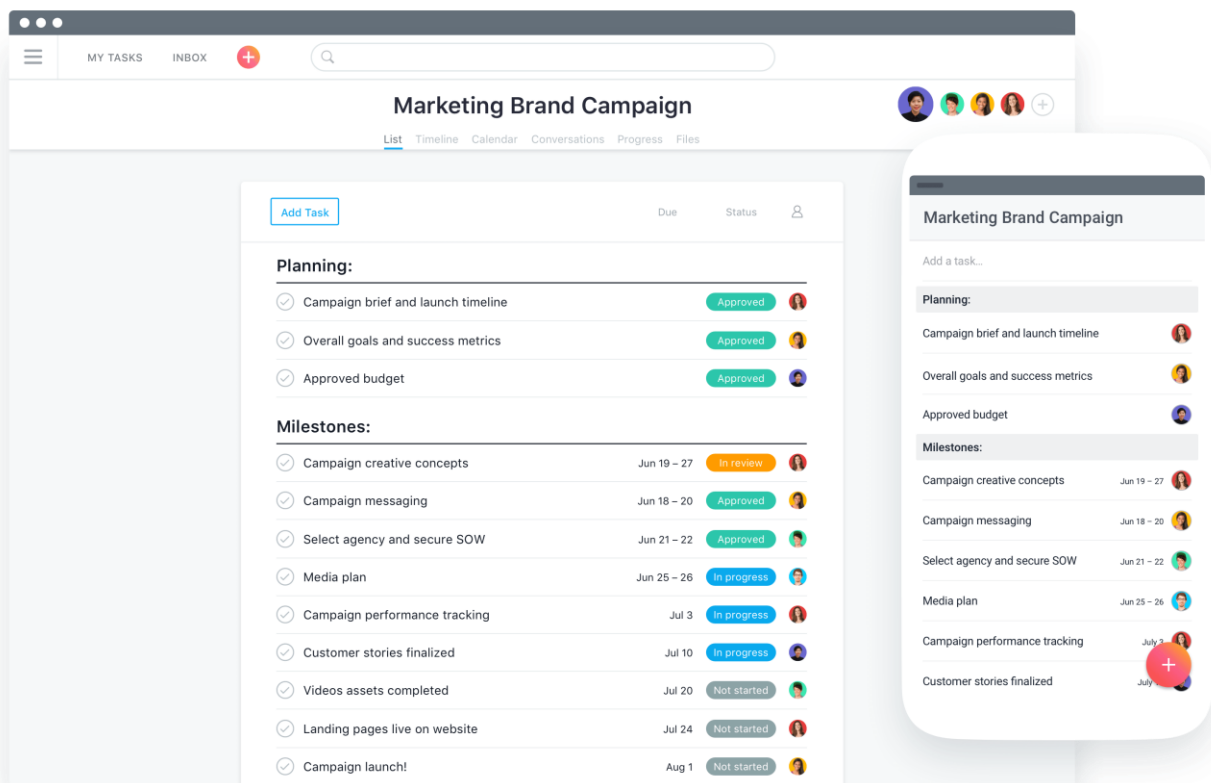 MY TASKS INBOX
Marketing Brand Campaign
List Timeline Calendar Conversations Progress Files
Add Task Due Status
Planning:
Campaign brief and launch timeline Approved
Overall goals and success metrics Approved
Approved budget Approved
Milestones:
Campaign creative concepts Jun 19 – 27 In review
Campaign messaging Jun 18 – 20 Approved
Select agency and secure SOW Jun 21 – 22 Approved
Media plan Jun 25 – 26 In progress
Campaign performance tracking Jul 3 In progress
Customer stories finalized Jul 10 In progress
Videos assets completed Jul 20 Not started
Landing pages live on website Jul 24 Not started
Campaign launch! Aug 1 Not started
Marketing Brand Campaign
Add a task...
Planning:
Campaign brief and launch timeline
Overall goals and success metrics
Approved budget
Milestones:
Campaign creative concepts Jun 19 – 27
Campaign messaging Jun 18 – 20
Select agency and secure SOW Jun 21 – 22
Media plan Jun 25 – 26
Campaign performance tracking July
Customer stories finalized July